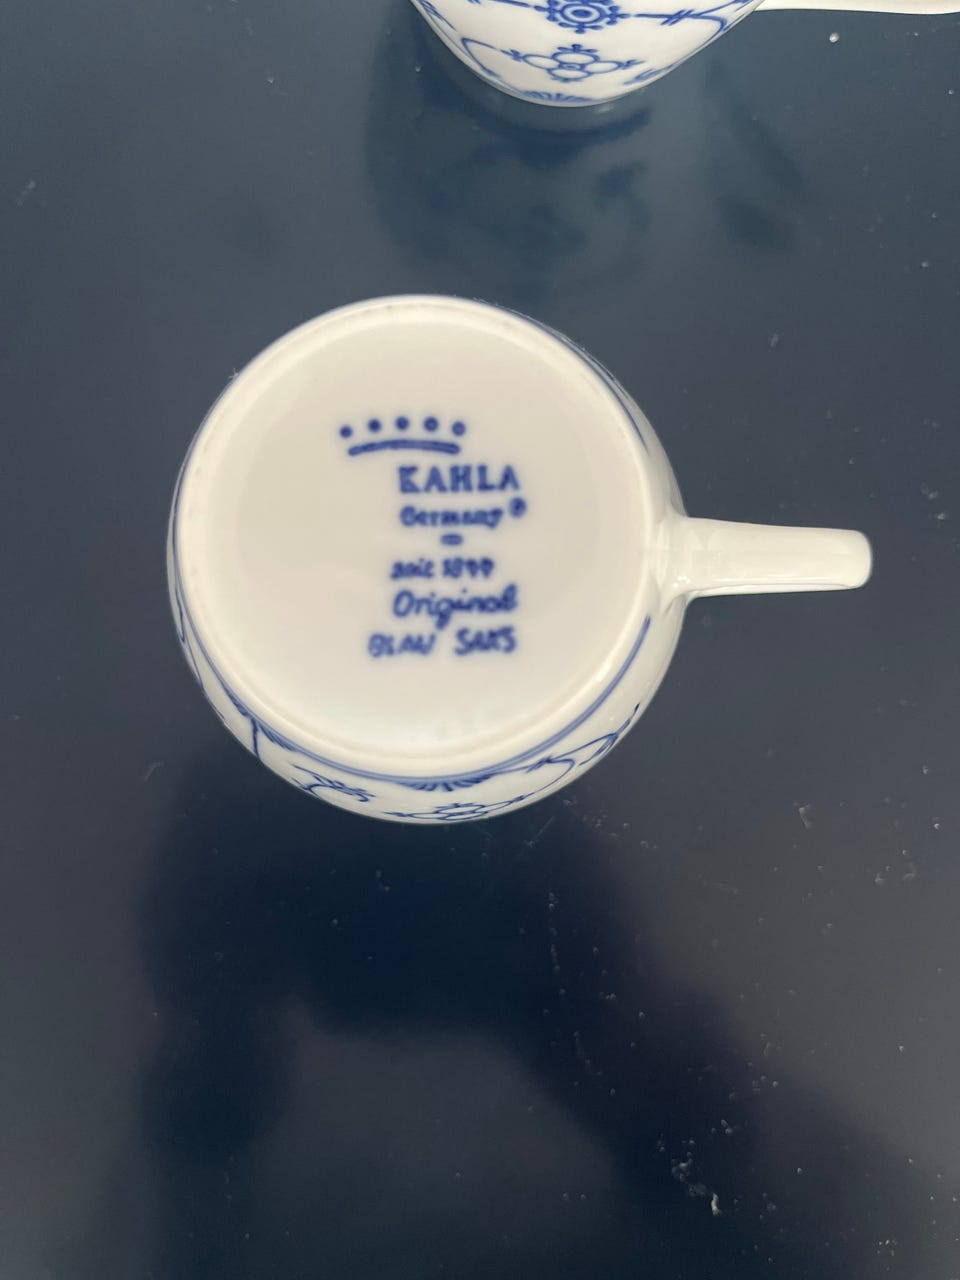 KAHLA
Germany®
seit 1844
Original
BLAU SAKS